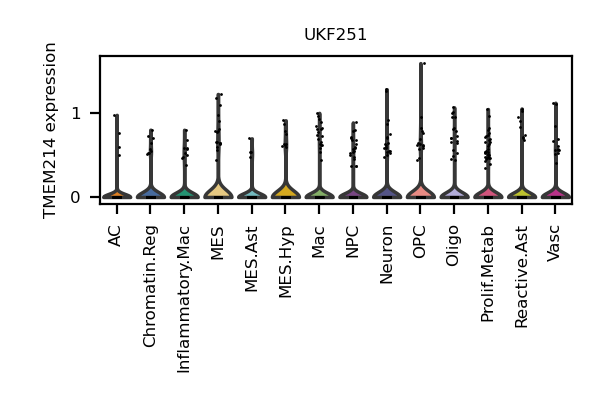 UKF251
TMEM214 expression
1
0
AC
Chromatin.Reg
Inflammatory.Mac
MES
MES.Ast
MES.Hyp
Mac
NPC
Neuron
OPC
Oligo
Prolif.Metab
Reactive.Ast
Vasc